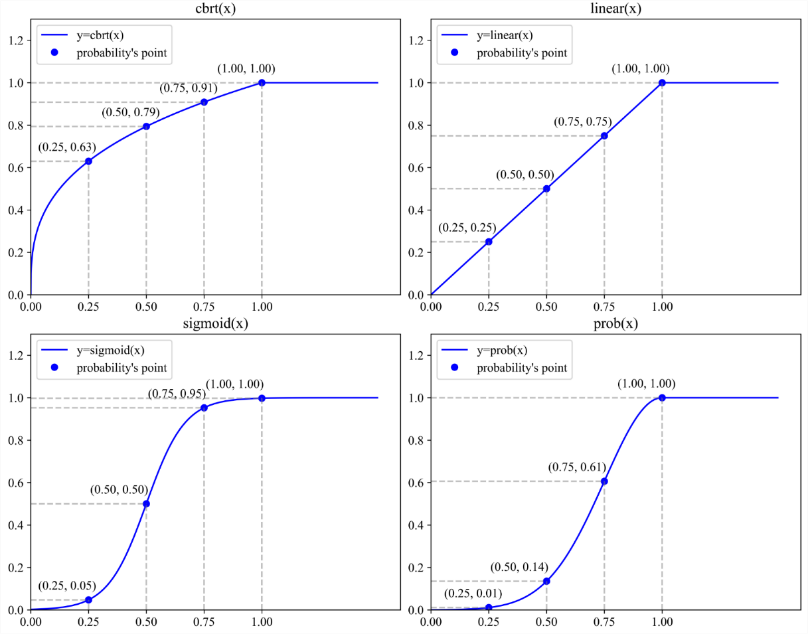 cbrt(x)
y=cbrt(x)
probability's point
(0.25, 0.63)
(0.50, 0.79)
(0.75, 0.91)
(1.00, 1.00)
1.2
1.0
0.8
0.6
0.4
0.2
0.0
0.00 0.25 0.50 0.75 1.00
linear(x)
y=linear(x)
probability's point
(0.25, 0.25)
(0.50, 0.50)
(0.75, 0.75)
(1.00, 1.00)
1.2
1.0
0.8
0.6
0.4
0.2
0.0
0.00 0.25 0.50 0.75 1.00
sigmoid(x)
y=sigmoid(x)
probability's point
(0.25, 0.05)
(0.50, 0.50)
(0.75, 0.95)
(1.00, 1.00)
1.2
1.0
0.8
0.6
0.4
0.2
0.0
0.00 0.25 0.50 0.75 1.00
prob(x)
y=prob(x)
probability's point
(0.25, 0.01)
(0.50, 0.14)
(0.75, 0.61)
(1.00, 1.00)
1.2
1.0
0.8
0.6
0.4
0.2
0.0
0.00 0.25 0.50 0.75 1.00